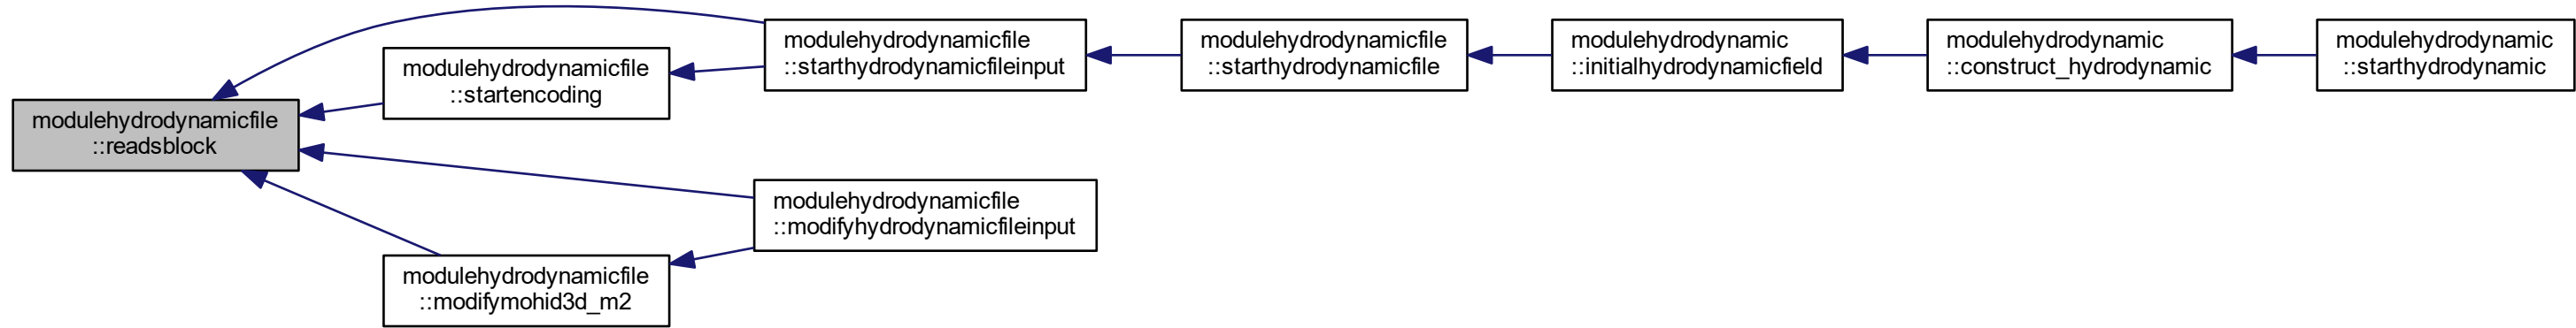 modulehydrodynamicfile
::readsblock
modulehydrodynamicfile
::startencoding
modulehydrodynamicfile
::starthydrodynamicfileinput
modulehydrodynamicfile
::starthydrodynamicfile
modulehydrodynamic
::initialhydrodynamicfield
modulehydrodynamic
::construct_hydrodynamic
modulehydrodynamic
::starthydrodynamic
modulehydrodynamicfile
::modifyhydrodynamicfileinput
modulehydrodynamicfile
::modifymohid3d_m2